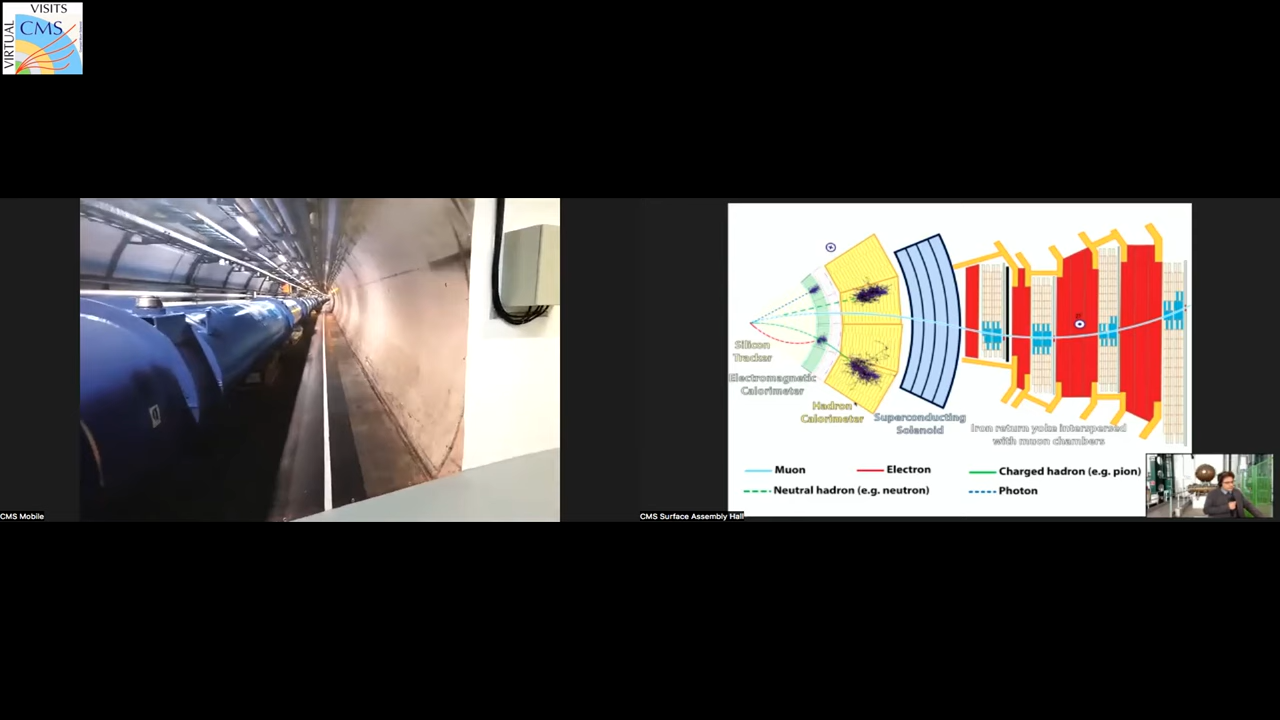 VISITS
CMS
VIRTUAL
Silicon
Tracker
Electromagnetic
Calorimeter
Hadron
Calorimeter
Superconducting
Solenoid
Iron return yoke interspersed
with muon chambers
Muon
Electron
Charged hadron (e.g. pion)
Neutral hadron (e.g. neutron)
Photon
CMS Mobile
CMS Surface Assembly Hall